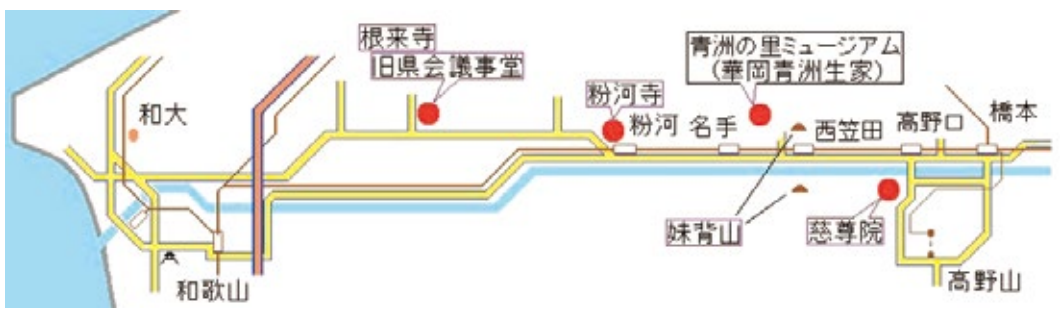 根来寺
旧県会議事堂
青洲の里ミュージアム
(華岡青洲生家)
粉河寺
和大
粉河
名手
西笠田
高野口
橋本
妹背山
慈尊院
和歌山
高野山